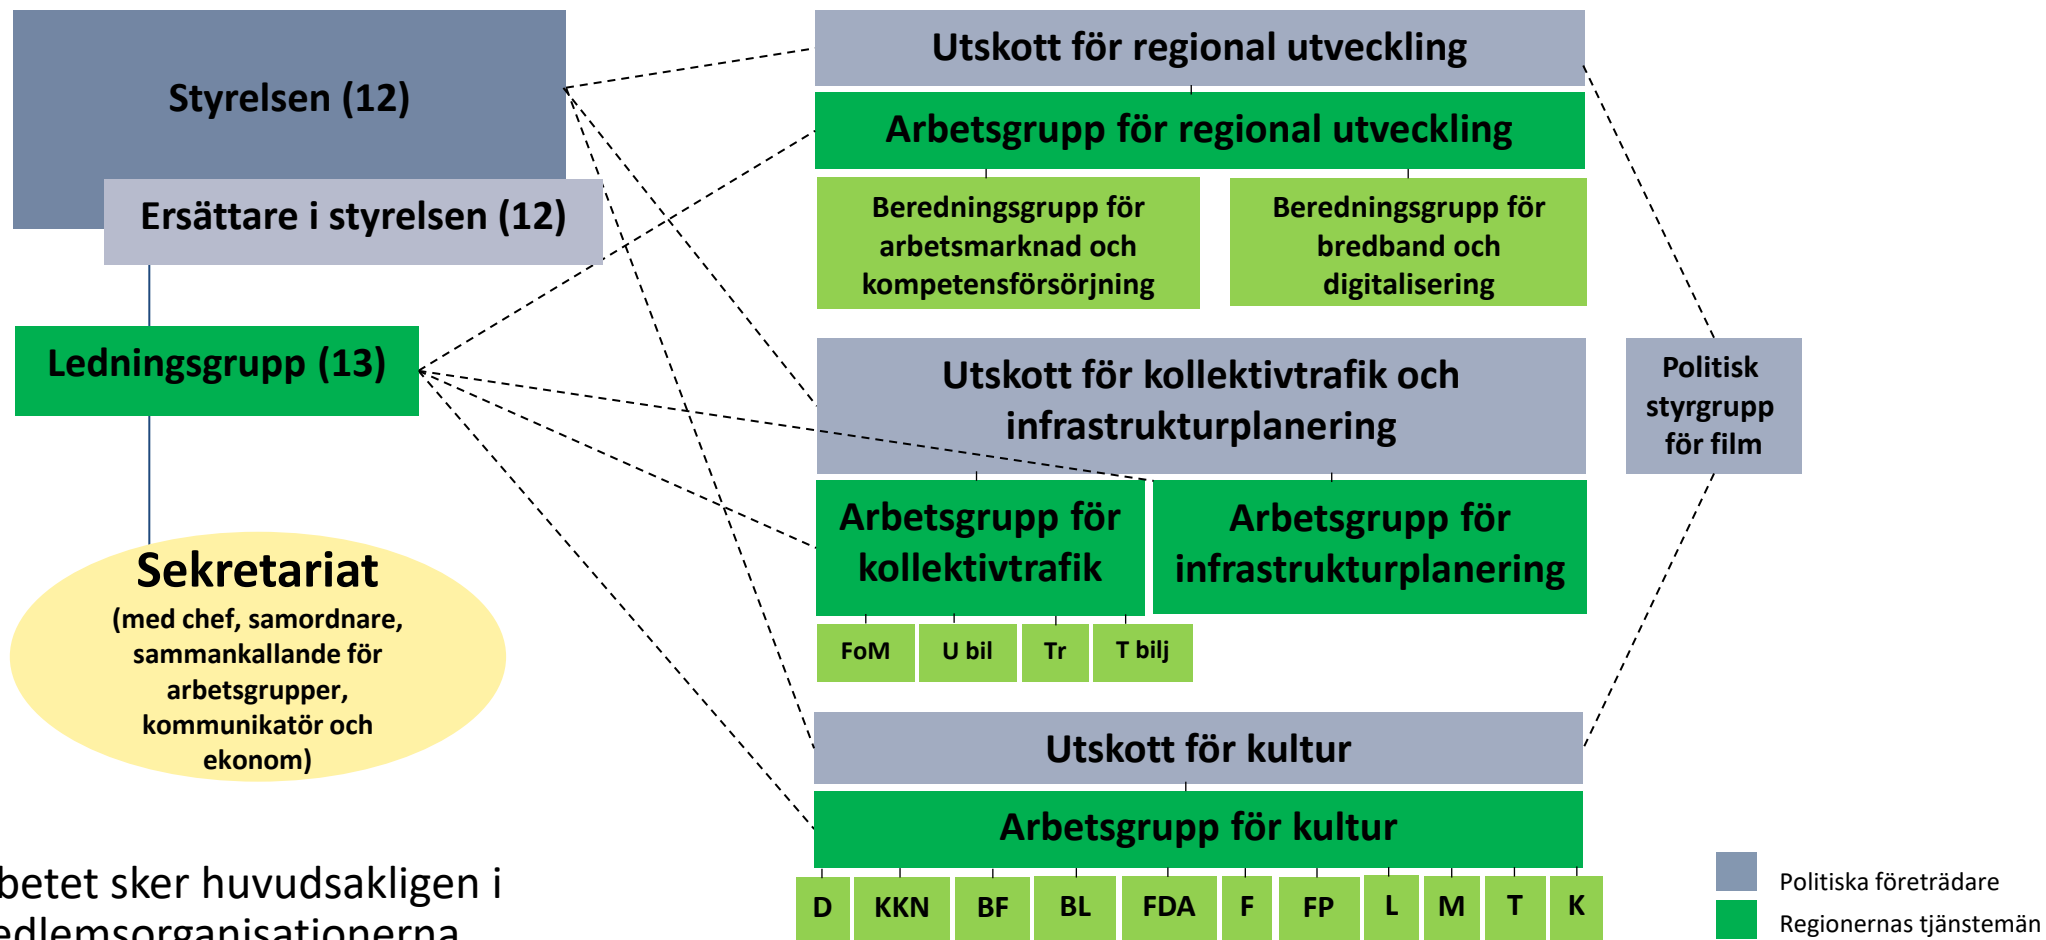 Styrelsen (12)
Ersättare i styrelsen (12)
Ledningsgrupp (13)
Sekretariat
(med chef, samordnare,
sammankallande för
arbetsgrupper,
kommunikatör och
ekonom)
Utskott för regional utveckling
Arbetsgrupp för regional utveckling
Beredningsgrupp för
arbetsmarknad och
kompetensförsörjning
Beredningsgrupp för
bredband och
digitalisering
Utskott för kollektivtrafik och
infrastrukturplanering
Arbetsgrupp för
kollektivtrafik
Arbetsgrupp för
infrastrukturplanering
FoM
U bil
Tr
T bilj
Politisk
styrgrupp
för film
Utskott för kultur
Arbetsgrupp för kultur
D
KKN
BF
BL
FDA
F
FP
L
M
T
K
betet sker huvudsakligen i
edlemsorganisationerna
Politiska företrädare
Regionernas tjänstemän